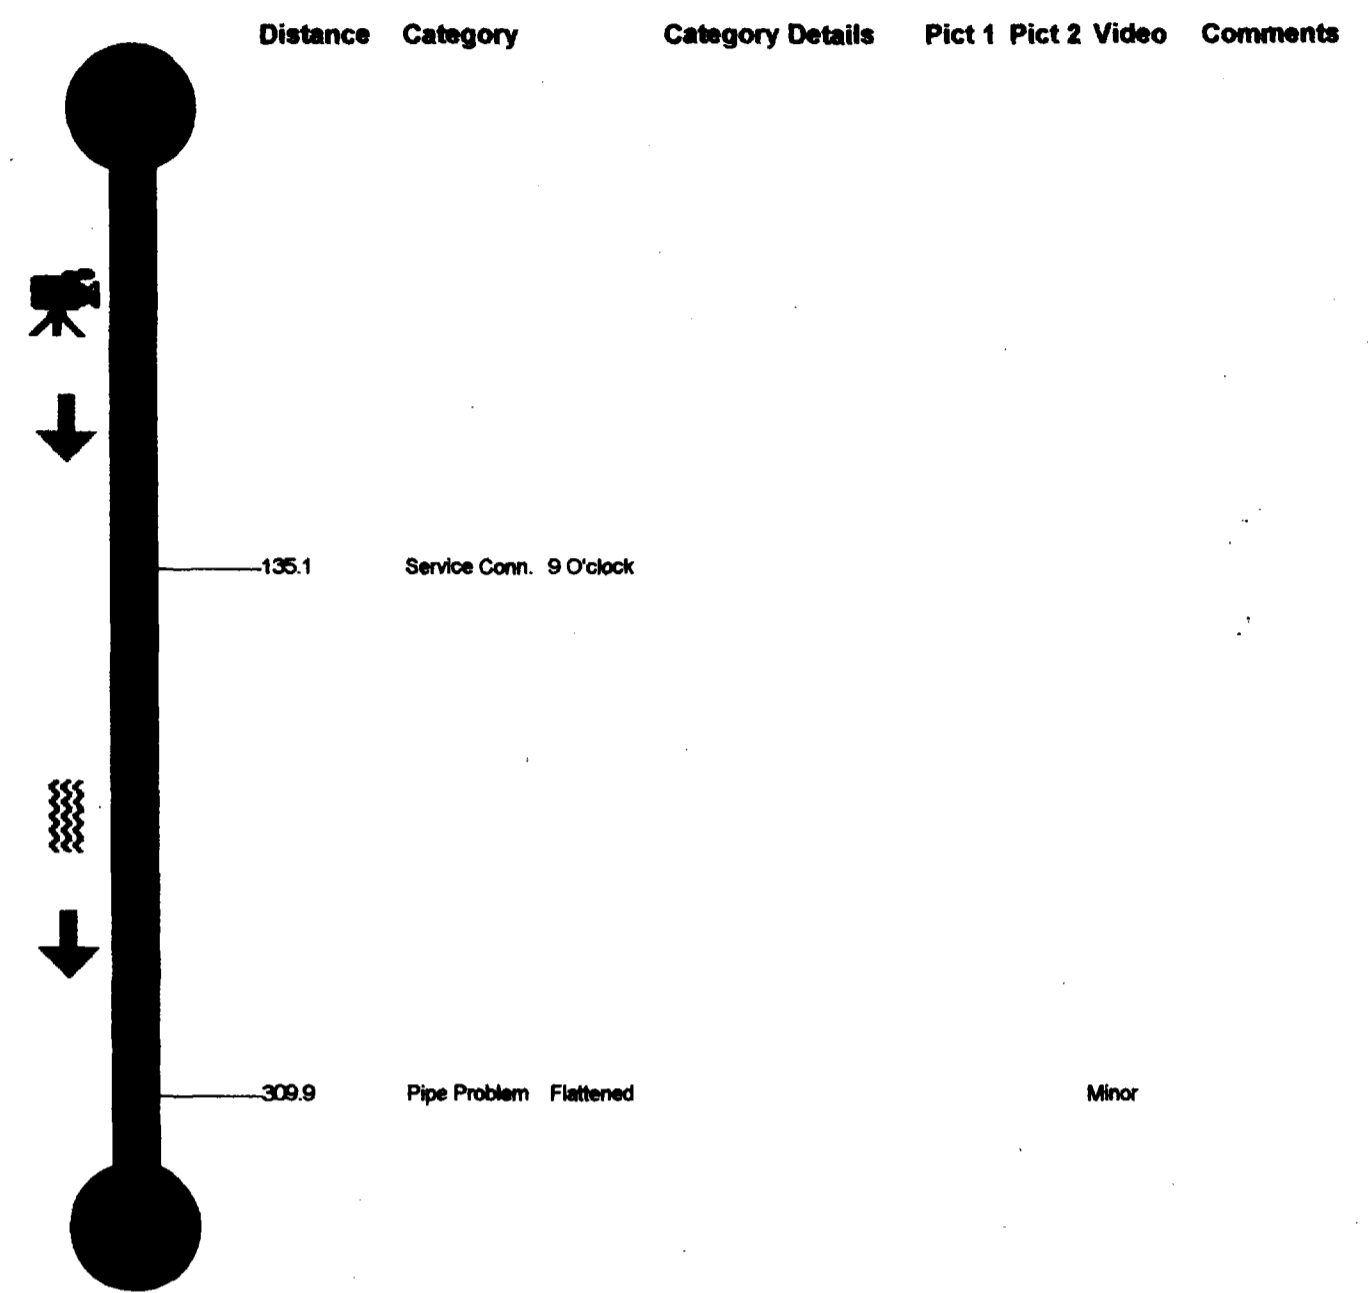 Distance Category Category Details Pict 1 Pict 2 Video Comments
135.1 Service Conn. 9 O'clock
309.9 Pipe Problem Flattened Minor